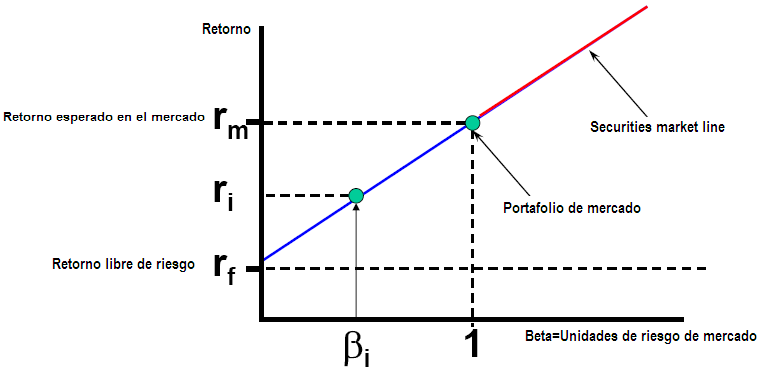 Retorno
Retorno esperado en el mercado
rm
Securities market line
ri
Portafolio de mercado
Retorno libre de riesgo
rf
βi
1
Beta=Unidades de riesgo de mercado